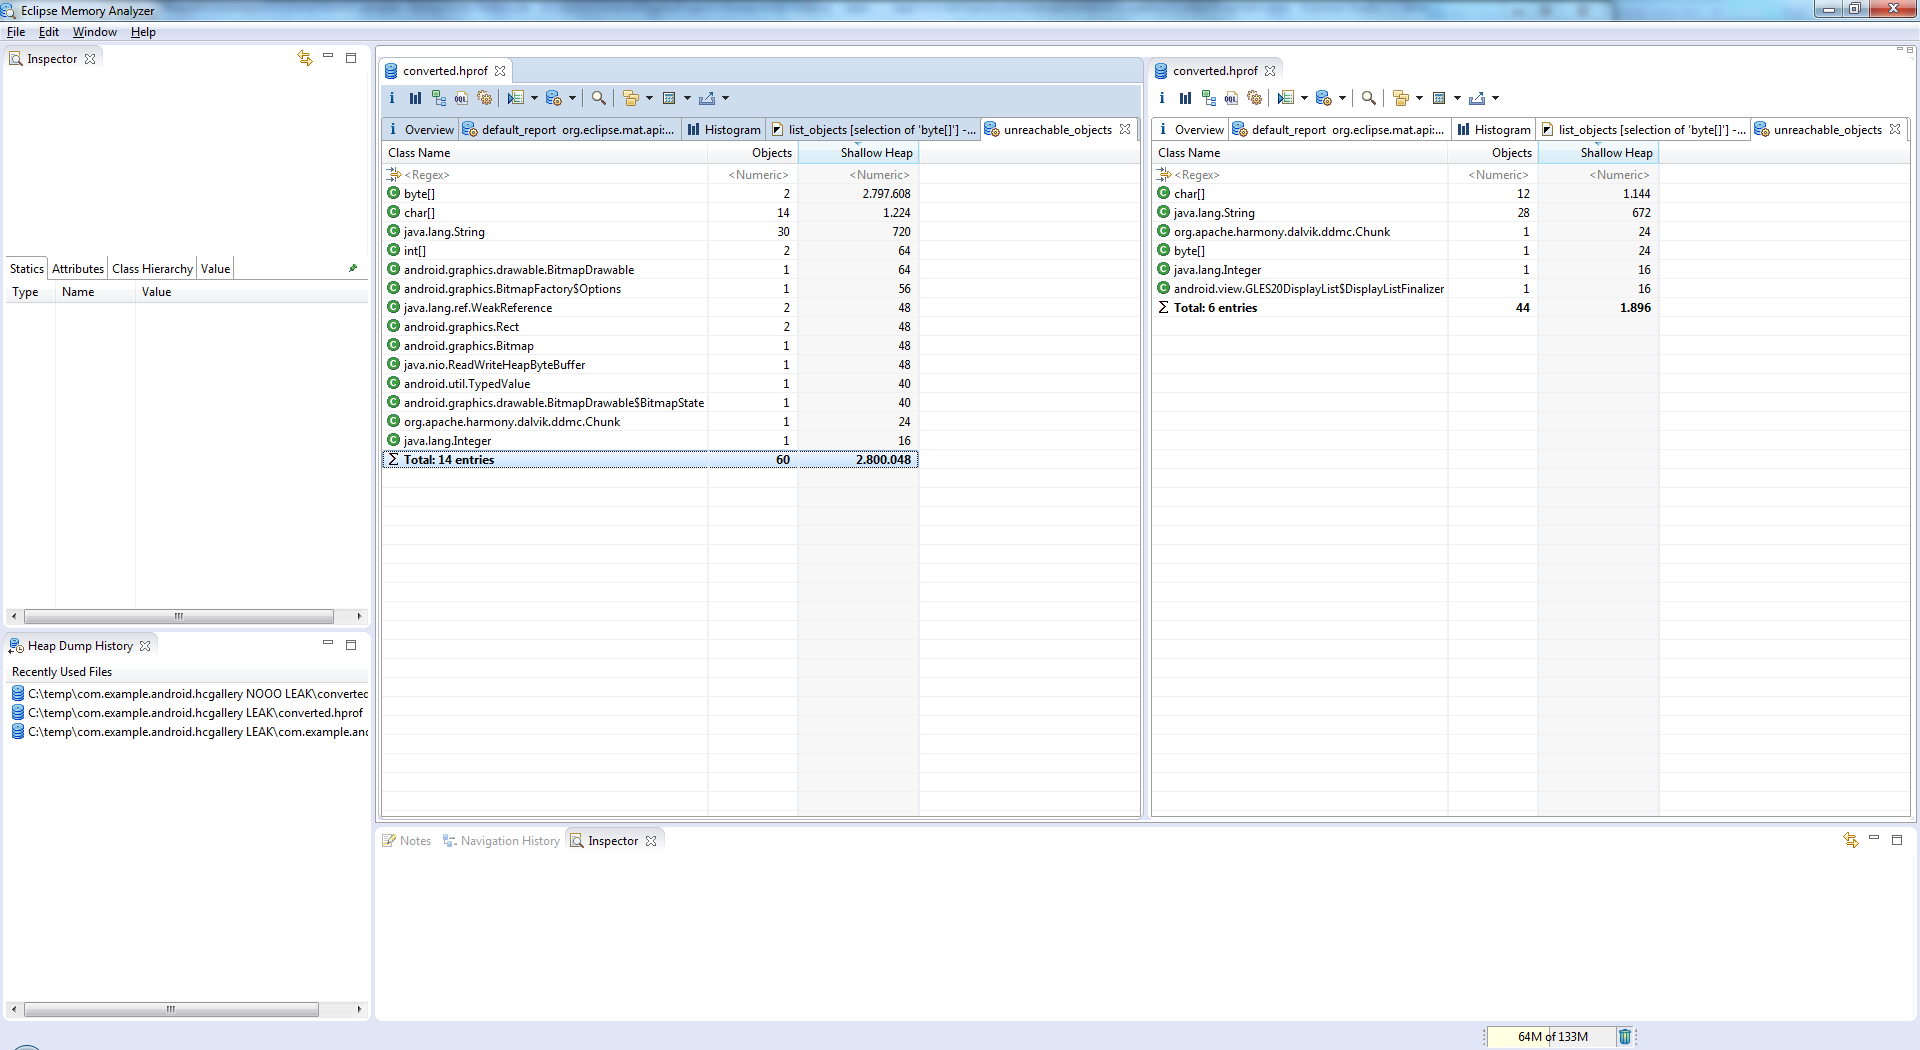 Eclipse Memory Analyzer
File Edit Window Help
Inspector
Statics Attributes Class Hierarchy Value
Type Name Value
Heap Dump History
Recently Used Files
C:\temp\com.example.android.hcgallery NOOO LEAK\converted
C:\temp\com.example.android.hcgallery LEAK\converted.hprof
C:\temp\com.example.android.hcgallery LEAK\com.example.and
converted.hprof
i Overview default_report org.eclipse.mat.api:... Histogram list_objects [selection of 'byte[]'] -... unreachable_objects
Class Name Objects Shallow Heap
<Regex> <Numeric> <Numeric>
byte[] 2 2.797.608
char[] 14 1.224
java.lang.String 30 720
int[] 2 64
android.graphics.drawable.BitmapDrawable 1 64
android.graphics.BitmapFactory$Options 1 56
java.lang.ref.WeakReference 2 48
android.graphics.Rect 2 48
android.graphics.Bitmap 1 48
java.nio.ReadWriteHeapByteBuffer 1 48
android.util.TypedValue 1 40
android.graphics.drawable.BitmapDrawable$BitmapState 1 40
org.apache.harmony.dalvik.ddmc.Chunk 1 24
java.lang.Integer 1 16
Σ Total: 14 entries 60 2.800.048
converted.hprof
i Overview default_report org.eclipse.mat.api:... Histogram list_objects [selection of 'byte[]'] -... unreachable_objects
Class Name Objects Shallow Heap
<Regex> <Numeric> <Numeric>
char[] 12 1.144
java.lang.String 28 672
org.apache.harmony.dalvik.ddmc.Chunk 1 24
byte[] 1 24
java.lang.Integer 1 16
android.view.GLES20DisplayList$DisplayListFinalizer 1 16
Σ Total: 6 entries 44 1.896
Notes Navigation History Inspector
64M of 133M